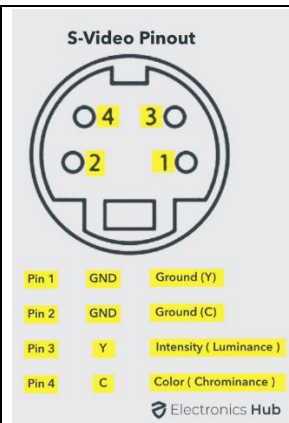 S-Video Pinout
4 3
2 1
Pin 1 GND Ground (Y)
Pin 2 GND Ground (C)
Pin 3 Y Intensity ( Luminance )
Pin 4 C Color ( Chrominance )
Electronics Hub